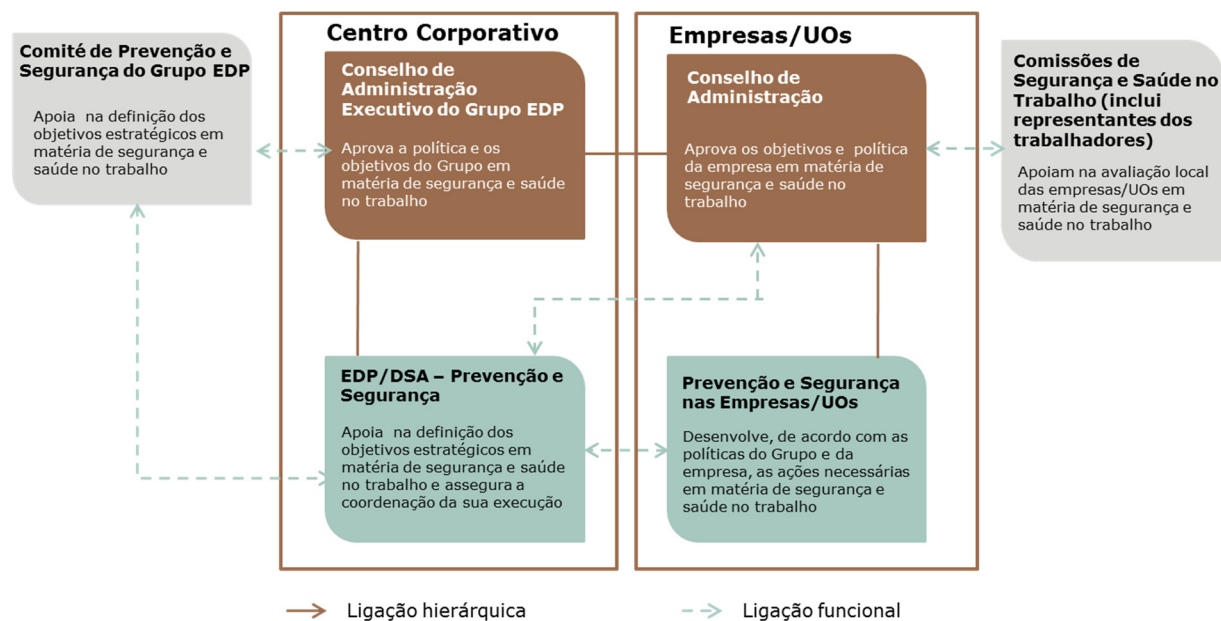 Centro Corporativo
Empresas/UOs
Comité de Prevenção e
Segurança do Grupo EDP
Apoia na definição dos
objetivos estratégicos em
matéria de segurança e
saúde no trabalho
Conselho de
Administração
Executivo do Grupo EDP
Aprova a política e os
objetivos do Grupo em
matéria de segurança e saúde
no trabalho
Conselho de
Administração
Aprova os objetivos e política
da empresa em matéria de
segurança e saúde no
trabalho
Comissões de
Segurança e Saúde no
Trabalho (inclui
representantes dos
trabalhadores)
Apoiam na avaliação local
das empresas/UOs em
matéria de segurança e
saúde no trabalho
EDP/DSA – Prevenção e
Segurança
Apoia na definição dos
objetivos estratégicos em
matéria de segurança e saúde
no trabalho e assegura a
coordenação da sua execução
Prevenção e Segurança
nas Empresas/UOs
Desenvolve, de acordo com as
políticas do Grupo e da
empresa, as ações necessárias
em matéria de segurança e
saúde no trabalho
Ligação hierárquica
Ligação funcional